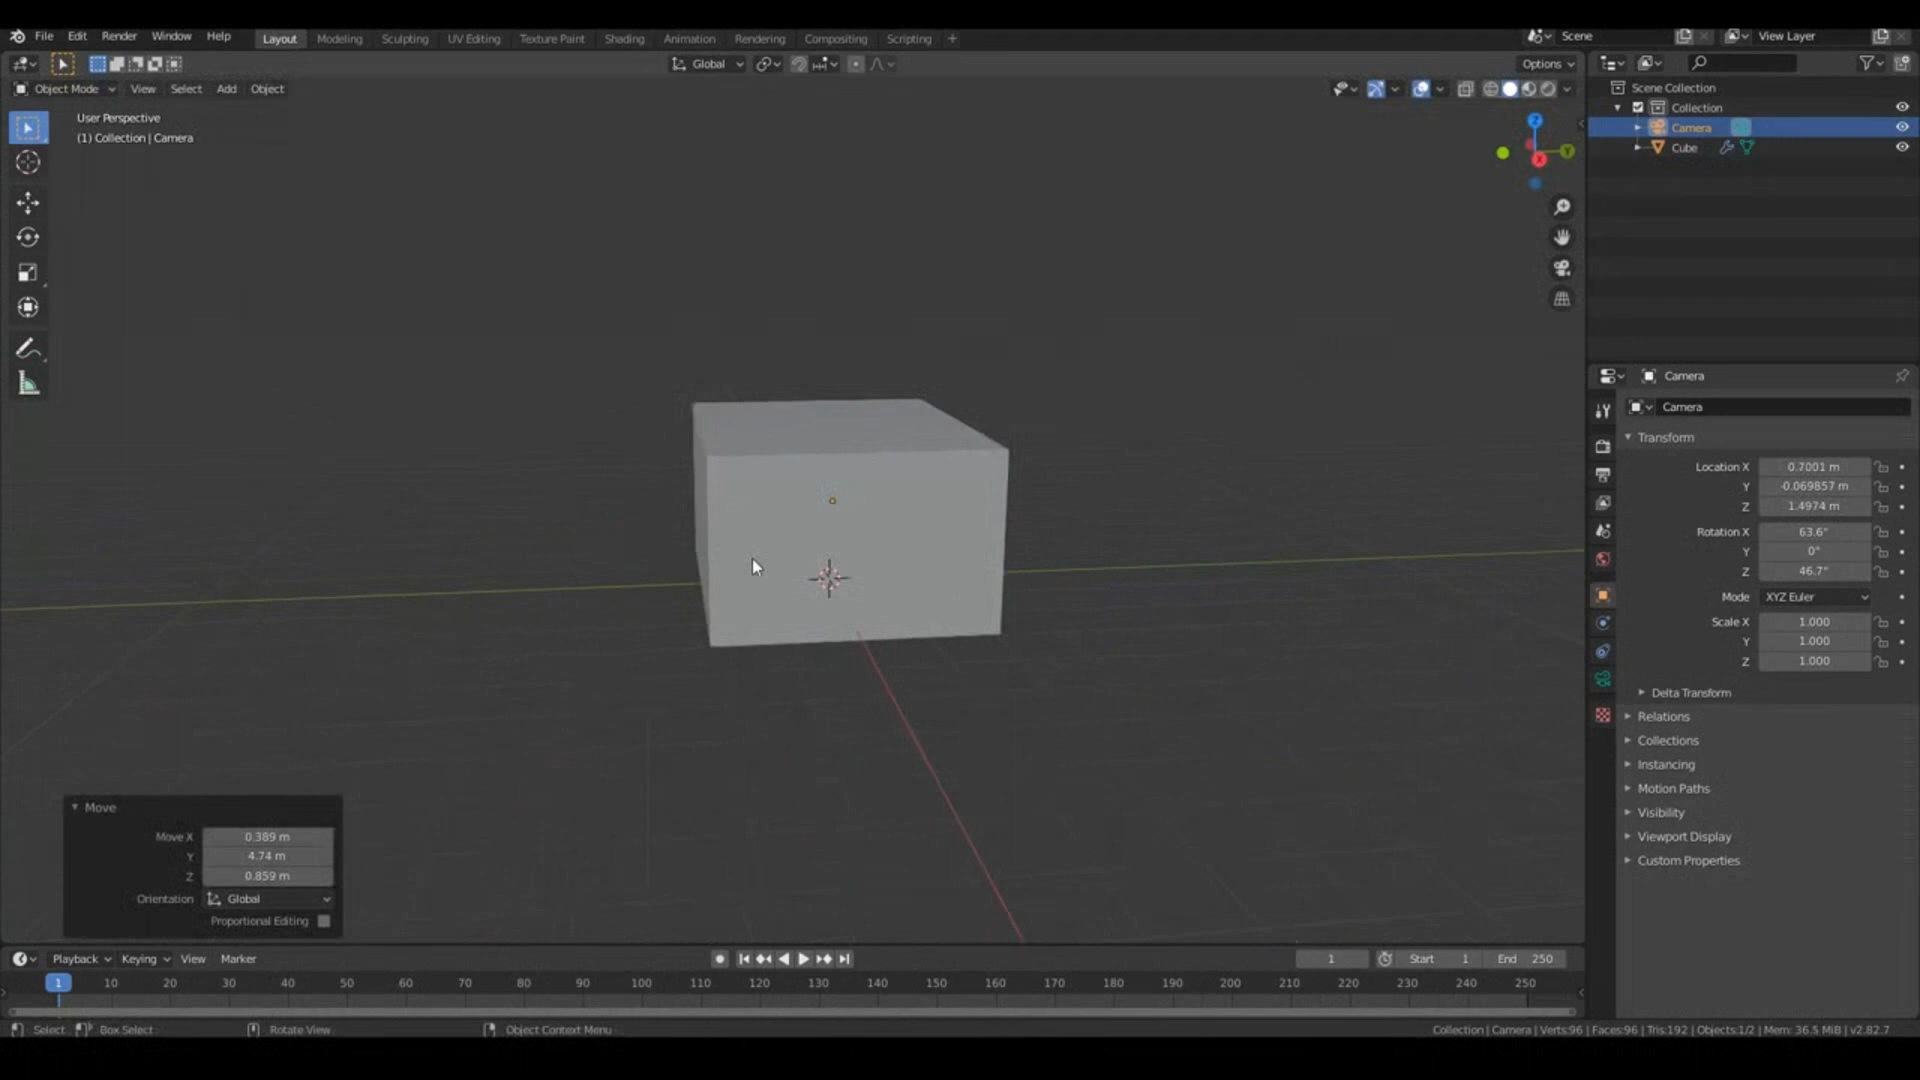 File Edit Render Window Help Layout Modeling Sculpting UV Editing Texture Paint Shading Animation Rendering Compositing Scripting + Scene View Layer
Global Options
Object Mode View Select Add Object
User Perspective
(1) Collection | Camera
Z
Y
X
Scene Collection
Collection
Camera
Cube
Camera
Camera
Transform
Location X 0.7001 m
Y -0.069857 m
Z 1.4974 m
Rotation X 63.6°
Y 0°
Z 46.7°
Mode XYZ Euler
Scale X 1.000
Y 1.000
Z 1.000
Delta Transform
Relations
Collections
Instancing
Motion Paths
Visibility
Viewport Display
Custom Properties
Move
Move X 0.389 m
Y 4.74 m
Z 0.859 m
Orientation Global
Proportional Editing
Playback Keying View Marker 1 Start 1 End 250
1 10 20 30 40 50 60 70 80 90 100 110 120 130 140 150 160 170 180 190 200 210 220 230 240 250
Select Box Select Rotate View Object Context Menu Collection | Camera | Verts:96 | Faces:96 | Tris:192 | Objects:1/2 | Mem: 36.5 MiB | v2.82.7